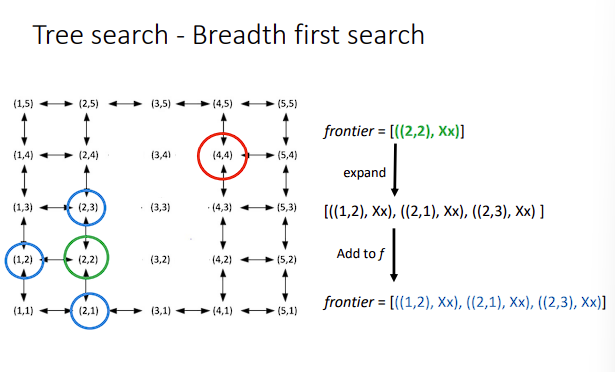 Tree search - Breadth first search
(1,5) (2,5) (3,5) (4,5) (5,5)
(1,4) (2,4) (3,4) (4,4) (5,4)
(1,3) (2,3) (3,3) (4,3) (5,3)
(1,2) (2,2) (3,2) (4,2) (5,2)
(1,1) (2,1) (3,1) (4,1) (5,1)
frontier = [((2,2), Xx)]
expand
[((1,2), Xx), ((2,1), Xx), ((2,3), Xx) ]
Add to f
frontier = [((1,2), Xx), ((2,1), Xx), ((2,3), Xx)]